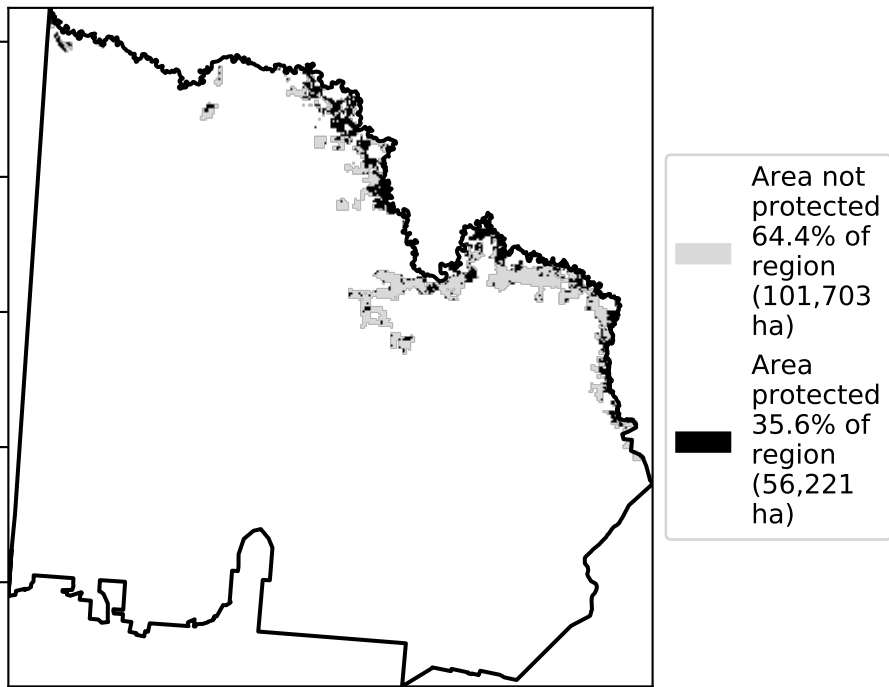 Area not
protected
64.4% of
region
(101,703
ha)
Area
protected
35.6% of
region
(56,221
ha)